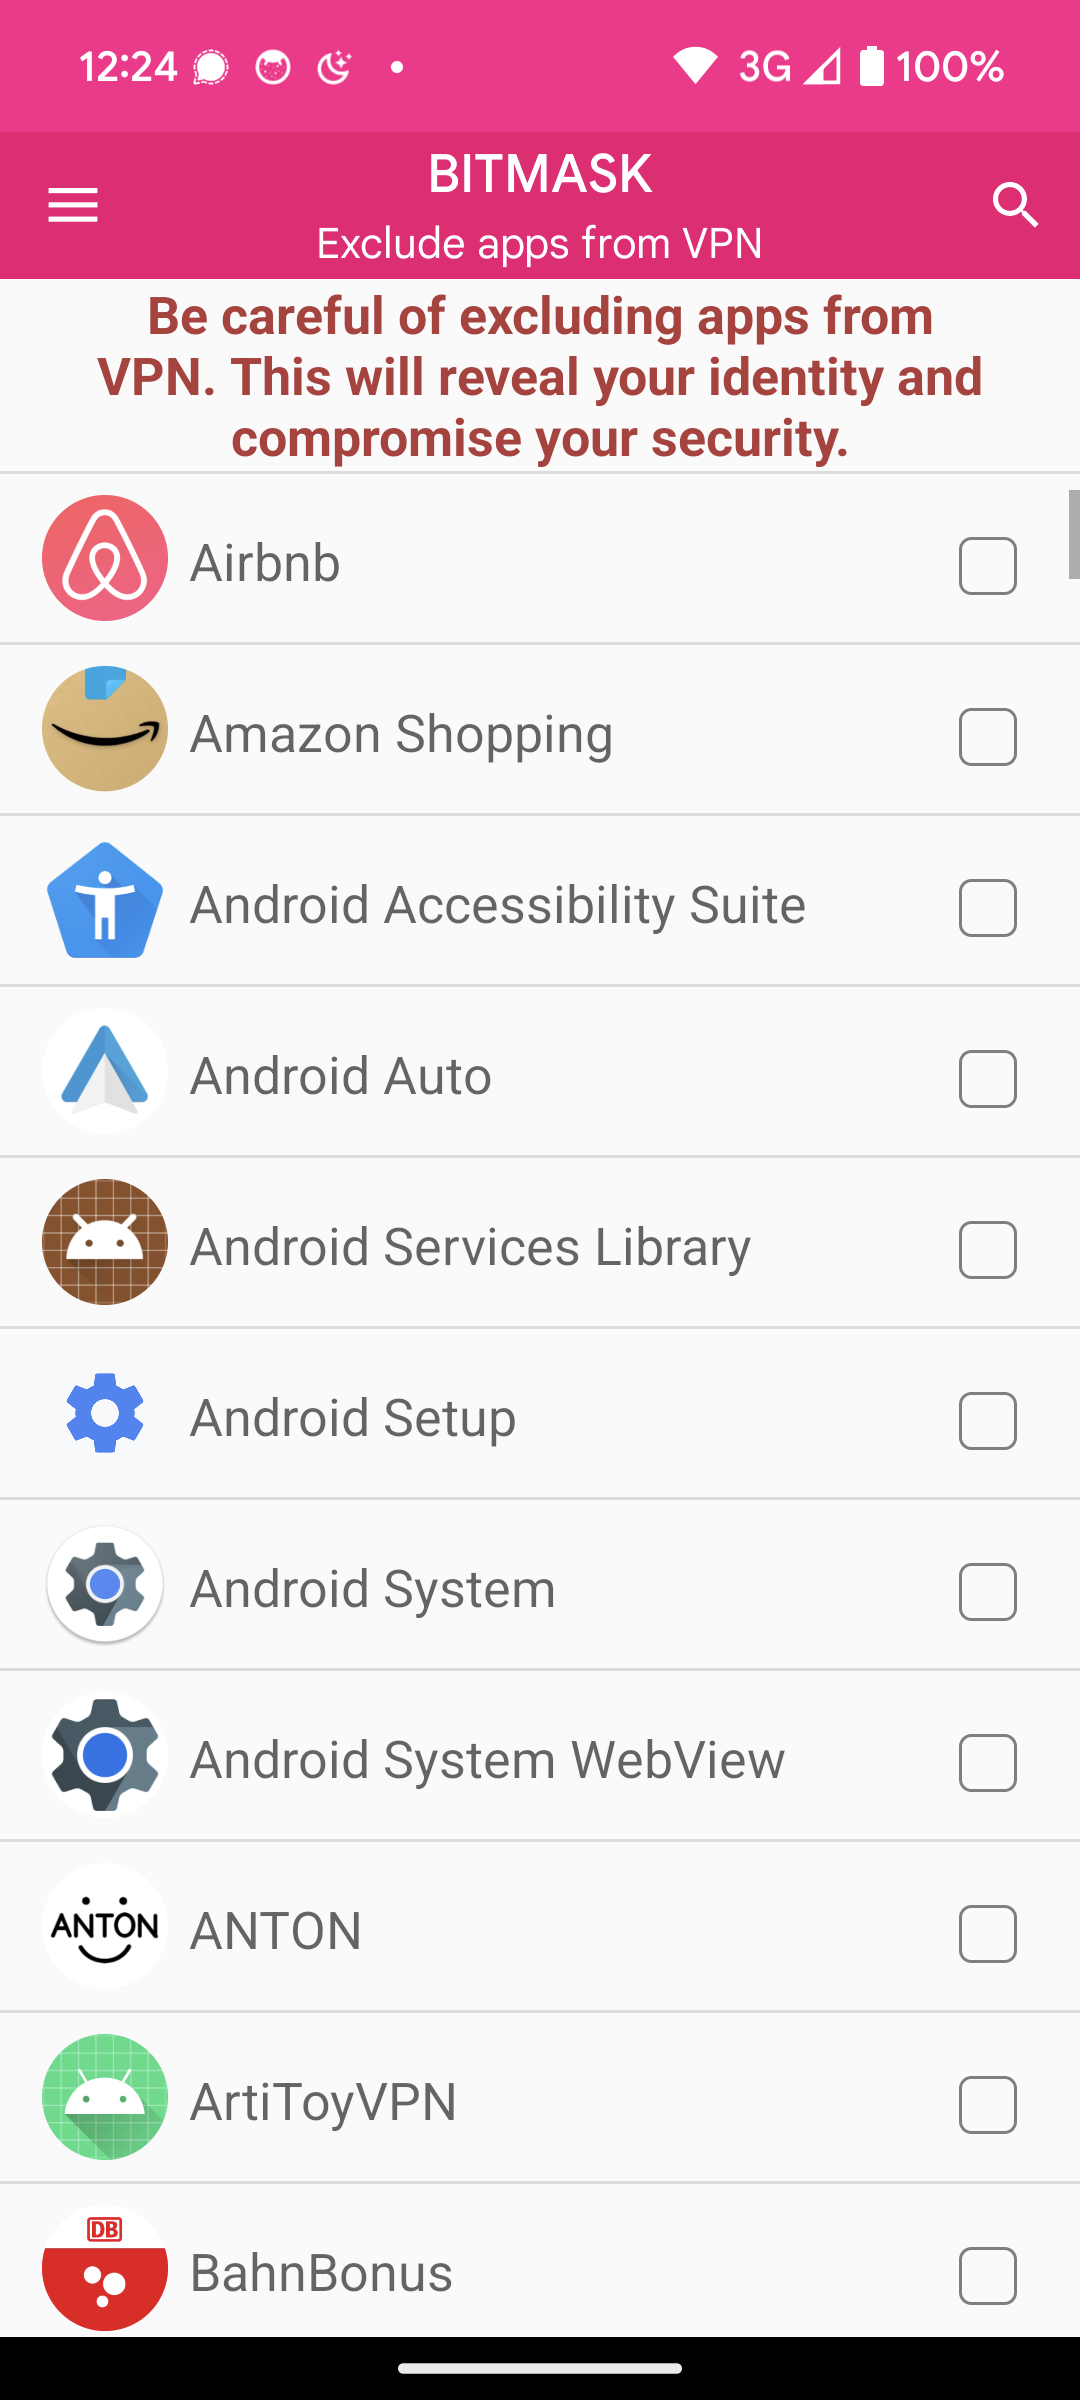 12:24 3G 100%
BITMASK
Exclude apps from VPN
Be careful of excluding apps from
VPN. This will reveal your identity and
compromise your security.
Airbnb
Amazon Shopping
Android Accessibility Suite
Android Auto
Android Services Library
Android Setup
Android System
Android System WebView
ANTON ANTON
ArtiToyVPN
DB
BahnBonus